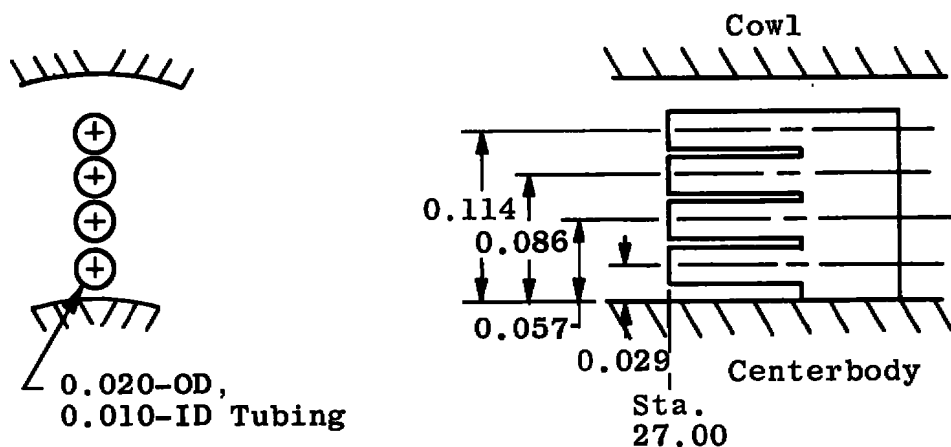 Cowl
0.114
0.086
0.057
0.029
Centerbody
0.020-OD,
0.010-ID Tubing
Sta.
27.00